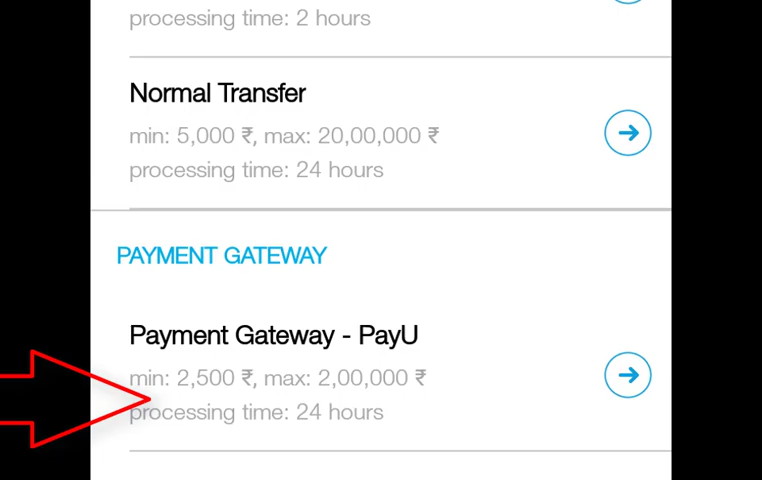 processing time: 2 hours
Normal Transfer
min: 5,000 ₹, max: 20,00,000 ₹
processing time: 24 hours
PAYMENT GATEWAY
Payment Gateway - PayU
min: 2,500 ₹, max: 2,00,000 ₹
processing time: 24 hours